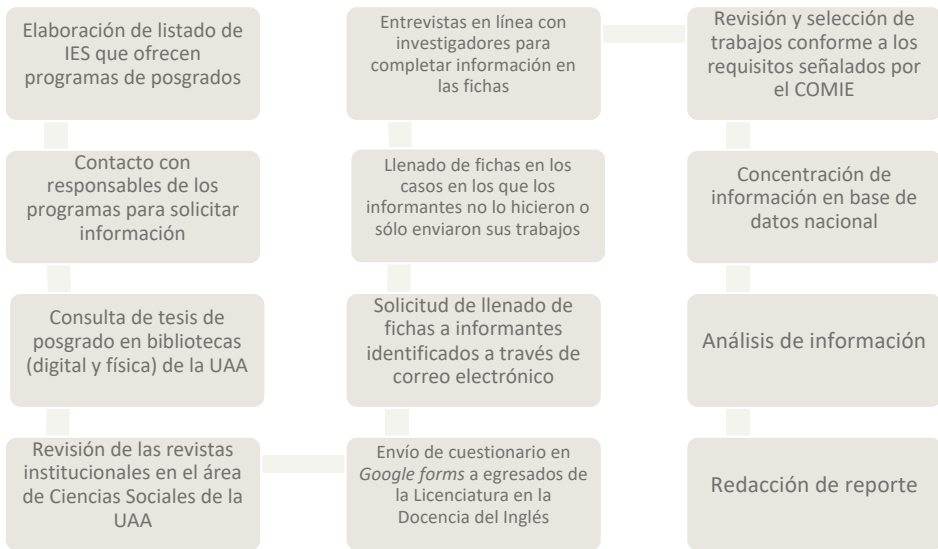 Elaboración de listado de
IES que ofrecen
programas de posgrados
Contacto con
responsables de los
programas para solicitar
información
Consulta de tesis de
posgrado en bibliotecas
(digital y física) de la UAA
Revisión de las revistas
institucionales en el área
de Ciencias Sociales de la
UAA
Envío de cuestionario en
Google forms a egresados de
la Licenciatura en la
Docencia del Inglés
Solicitud de llenado de
fichas a informantes
identificados a través de
correo electrónico
Llenado de fichas en los
casos en los que los
informantes no lo hicieron o
sólo enviaron sus trabajos
Entrevistas en línea con
investigadores para
completar información en
las fichas
Revisión y selección de
trabajos conforme a los
requisitos señalados por
el COMIE
Concentración de
información en base de
datos nacional
Análisis de información
Redacción de reporte